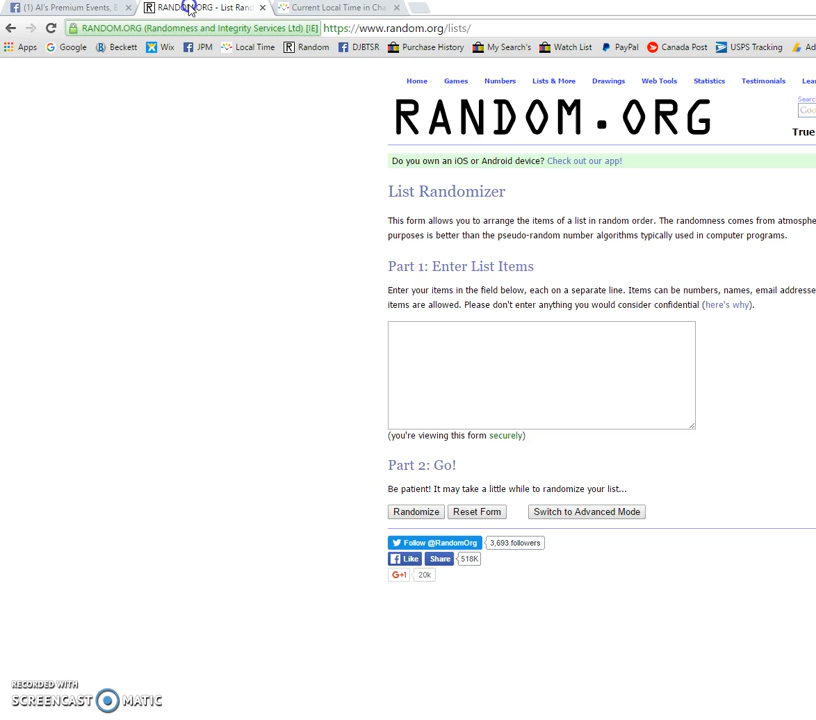 (1) Al's Premium Events, B
RANDOM.ORG - List Ran
Current Local Time in Cha
RANDOM.ORG (Randomness and Integrity Services Ltd) [IE] https://www.random.org/lists/
Apps Google Beckett Wix JPM Local Time Random DJBTSR Purchase History My Search's Watch List PayPal Canada Post USPS Tracking Ad
Home Games Numbers Lists & More Drawings Web Tools Statistics Testimonials Lea
RANDOM.ORG
Search
Goo
True
Do you own an iOS or Android device? Check out our app!
List Randomizer
This form allows you to arrange the items of a list in random order. The randomness comes from atmosphe
purposes is better than the pseudo-random number algorithms typically used in computer programs.
Part 1: Enter List Items
Enter your items in the field below, each on a separate line. Items can be numbers, names, email addresse
items are allowed. Please don't enter anything you would consider confidential (here's why).
(you're viewing this form securely)
Part 2: Go!
Be patient! It may take a little while to randomize your list...
Randomize Reset Form Switch to Advanced Mode
Follow @RandomOrg 3,693 followers
Like Share 518K
G+1 20k
RECORDED WITH
SCREENCAST MATIC